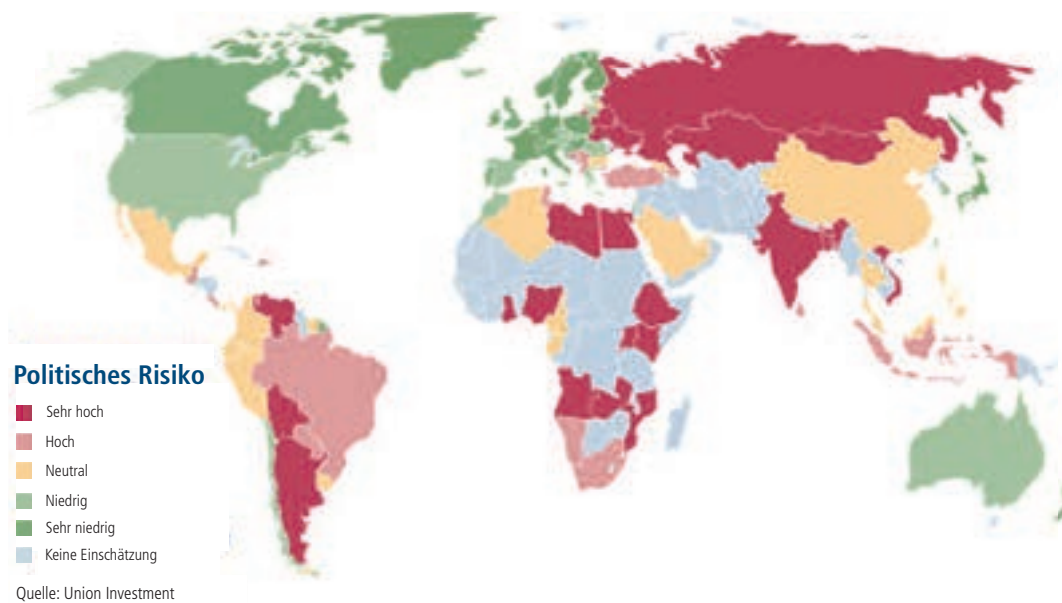 Politisches Risiko
Sehr hoch
Hoch
Neutral
Niedrig
Sehr niedrig
Keine Einschätzung
Quelle: Union Investment